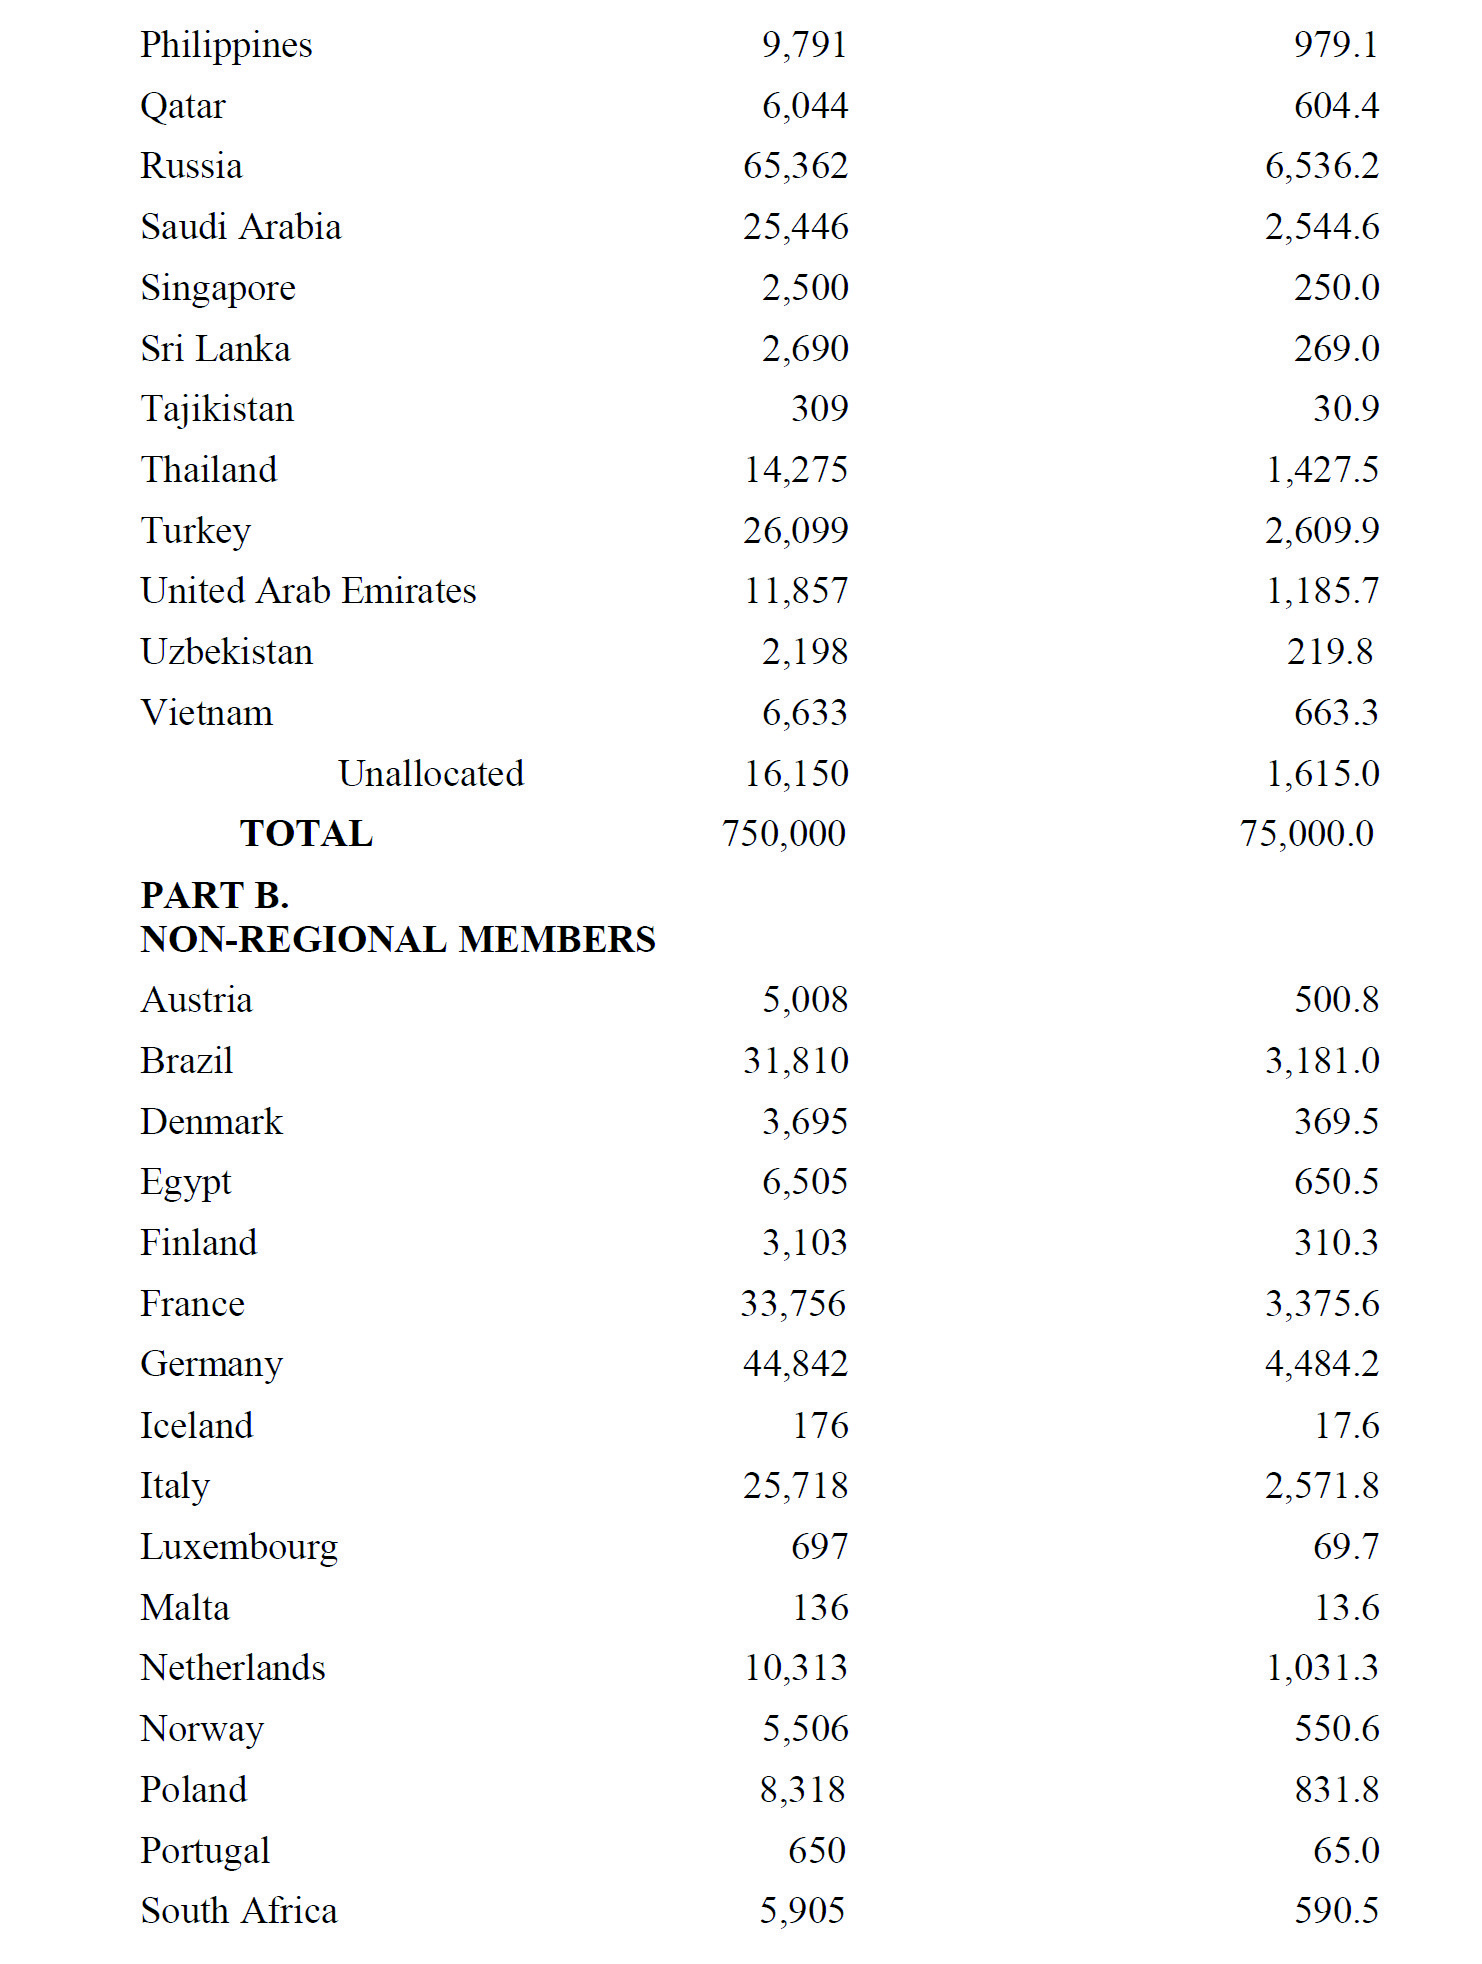 Philippines 9,791 979.1
Qatar 6,044 604.4
Russia 65,362 6,536.2
Saudi Arabia 25,446 2,544.6
Singapore 2,500 250.0
Sri Lanka 2,690 269.0
Tajikistan 309 30.9
Thailand 14,275 1,427.5
Turkey 26,099 2,609.9
United Arab Emirates 11,857 1,185.7
Uzbekistan 2,198 219.8
Vietnam 6,633 663.3
Unallocated 16,150 1,615.0
TOTAL 750,000 75,000.0
PART B.
NON-REGIONAL MEMBERS
Austria 5,008 500.8
Brazil 31,810 3,181.0
Denmark 3,695 369.5
Egypt 6,505 650.5
Finland 3,103 310.3
France 33,756 3,375.6
Germany 44,842 4,484.2
Iceland 176 17.6
Italy 25,718 2,571.8
Luxembourg 697 69.7
Malta 136 13.6
Netherlands 10,313 1,031.3
Norway 5,506 550.6
Poland 8,318 831.8
Portugal 650 65.0
South Africa 5,905 590.5